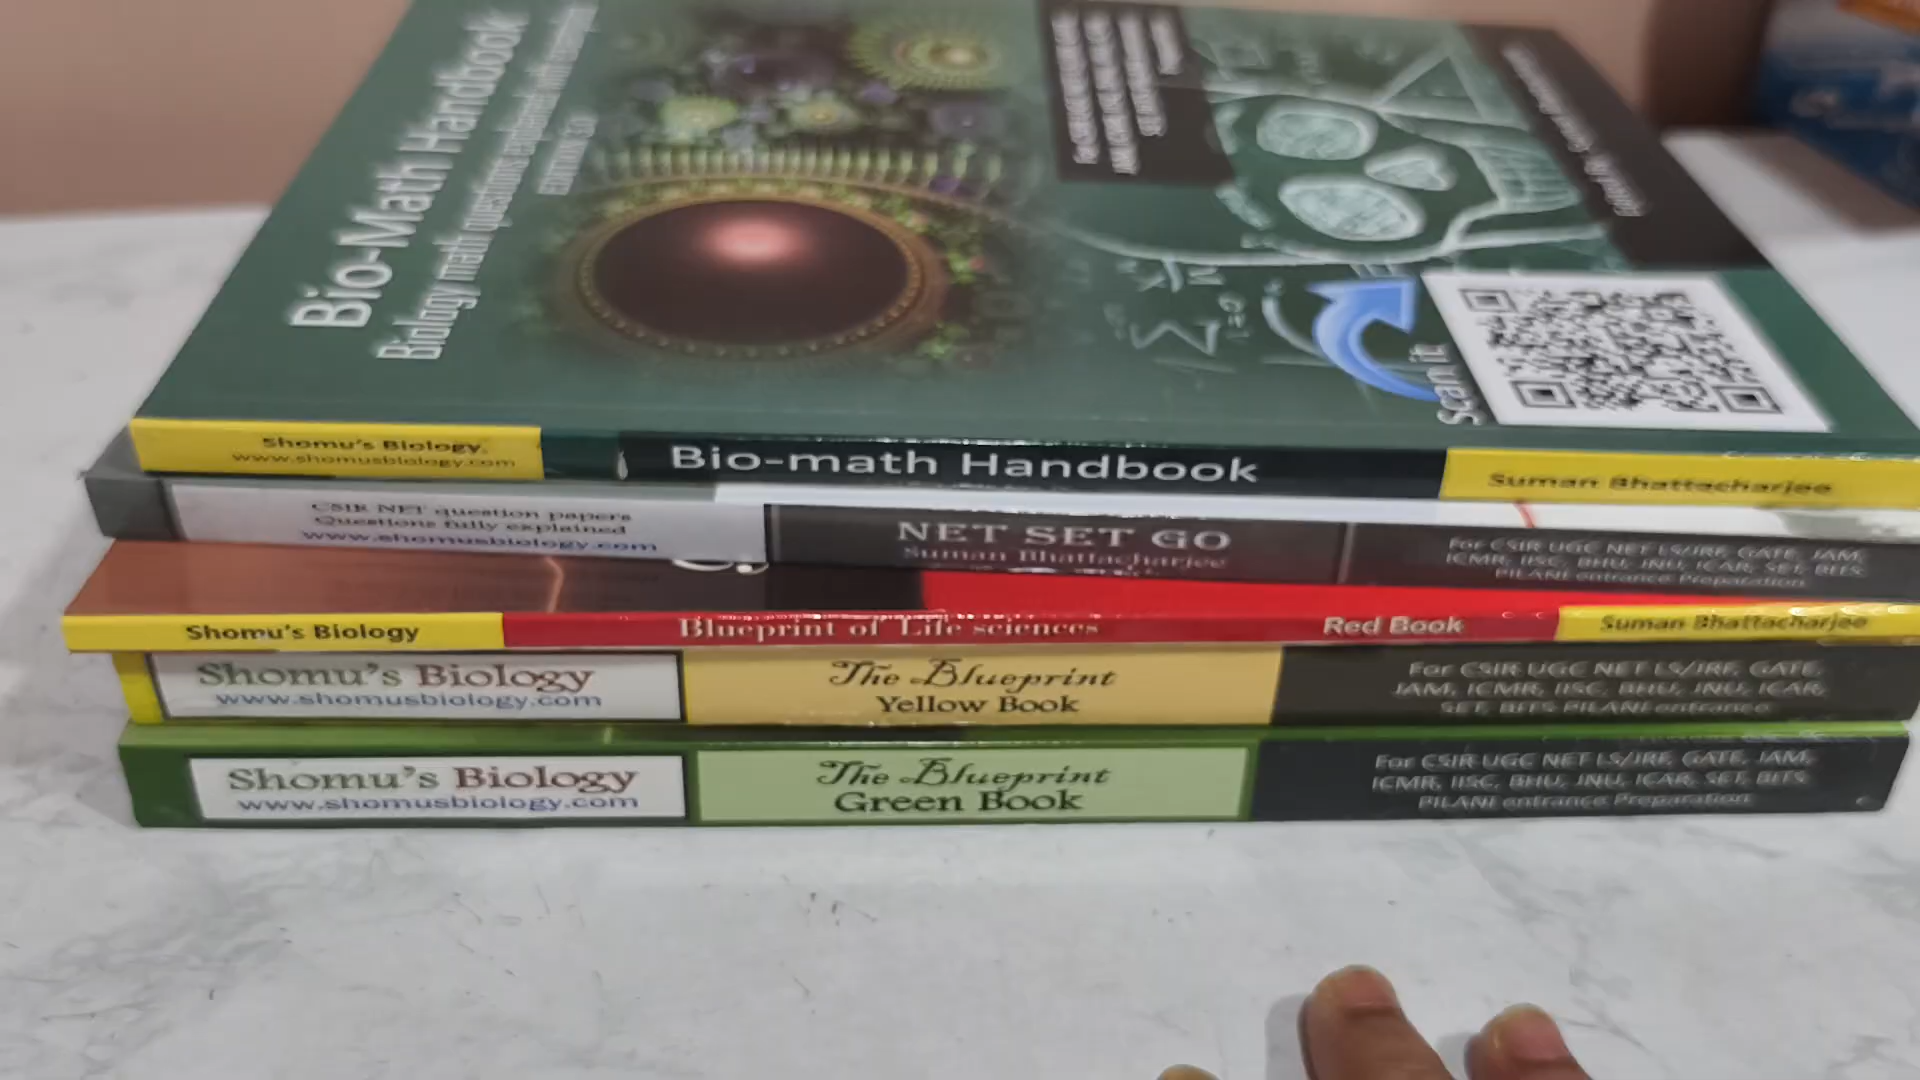 Bio-Math Handbook
Biology math questions explained with examples
EDITION 3.0
Scan it
Shomu's Biology.
www.shomusbiology.com
Bio-math Handbook
Suman Bhattacharjee
CSIR NET question papers
Questions fully explained
www.shomusbiology.com
NET SET GO
Suman Bhattacharjee
For CSIR UGC NET LS/JRF, GATE, JAM,
ICMR, IISC, BHU, JNU, ICAR, SET, BITS
PILANI entrance Preparation
Shomu's Biology
Blueprint of Life sciences
Red Book
Suman Bhattacharjee
Shomu's Biology
www.shomusbiology.com
The Blueprint
Yellow Book
For CSIR UGC NET LS/JRF, GATE,
JAM, ICMR, IISC, BHU, JNU, ICAR,
SET, BITS PILANI entrance
Shomu's Biology
www.shomusbiology.com
The Blueprint
Green Book
For CSIR UGC NET LS/JRF, GATE, JAM,
ICMR, IISC, BHU, JNU, ICAR, SET, BITS
PILANI entrance Preparation